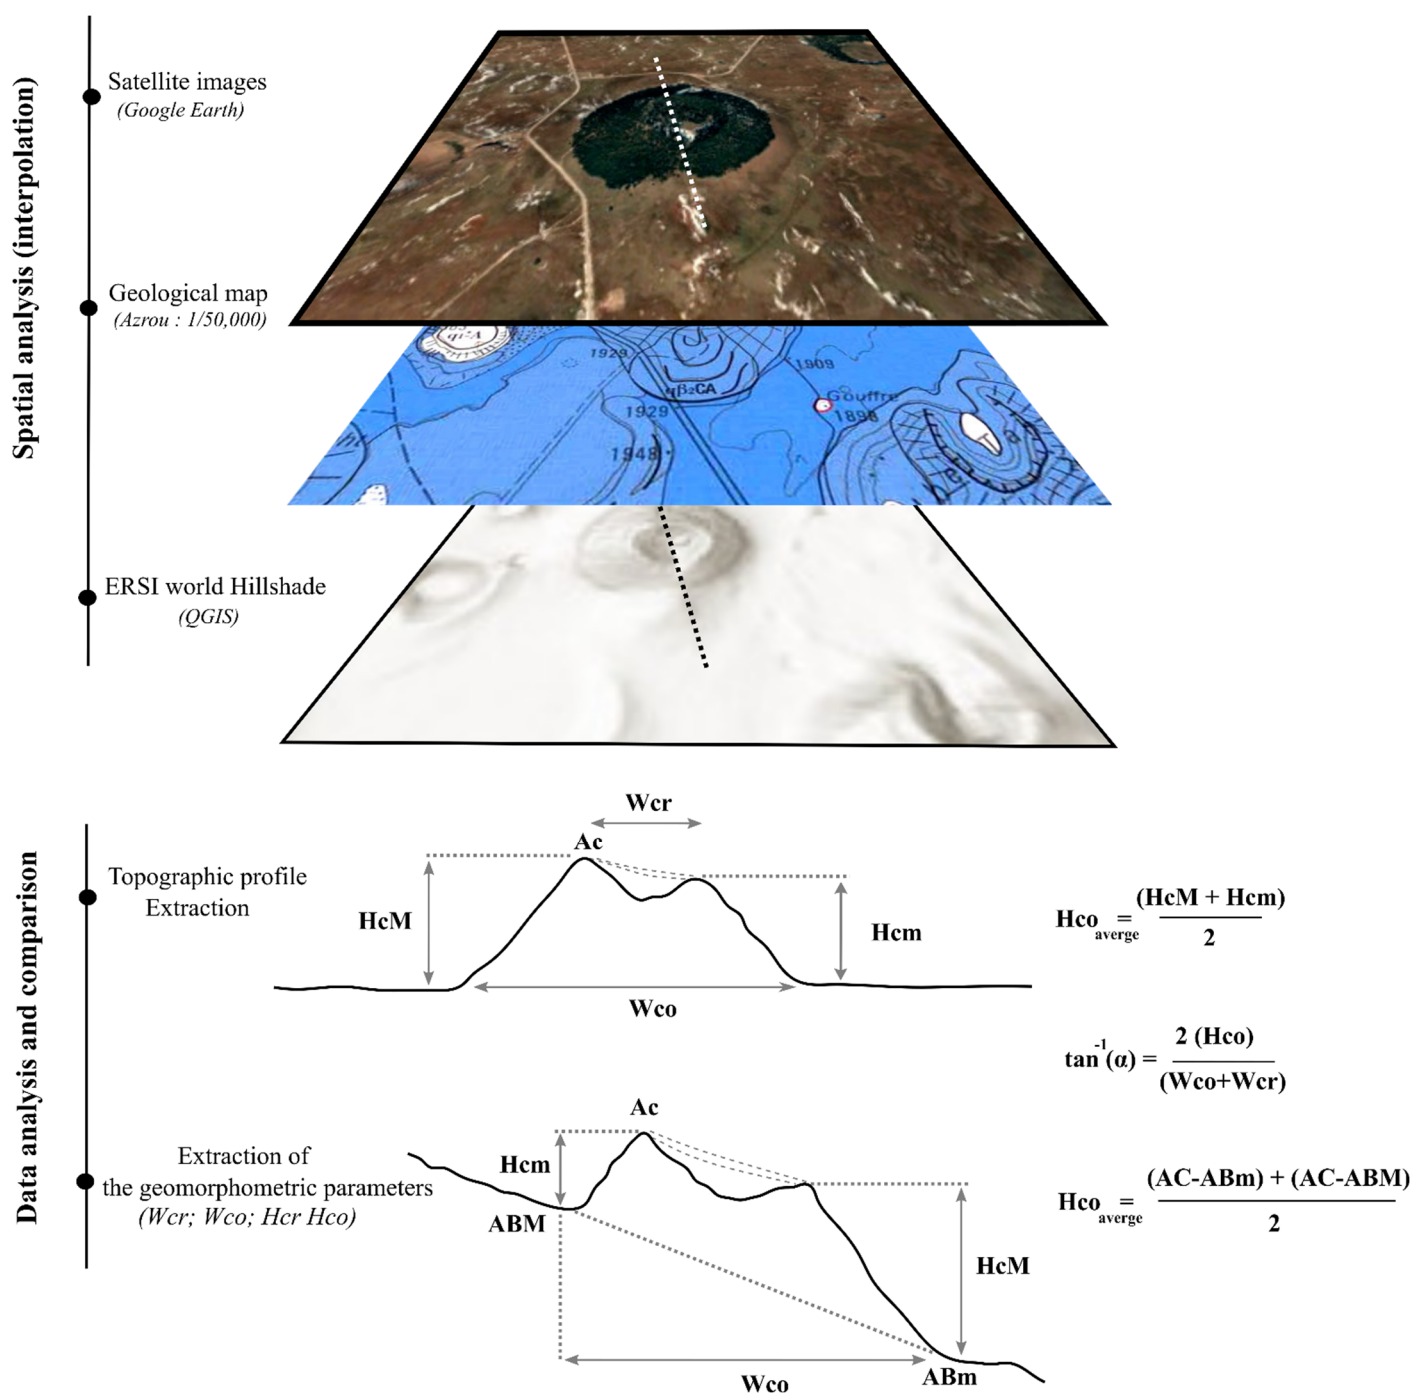 Spatial analysis (interpolation)
Satellite images
(Google Earth)
Geological map
(Azrou : 1/50,000)
1929
1909
qβ₂CA
Gouffre
1929
1898
1948
ERSI world Hillshade
(QGIS)
Data analysis and comparison
Topographic profile
Extraction
Wcr
Ac
HcM
Hcm
Wco
Hco averge = (HcM + Hcm)
2
tan⁻¹(α) = 2 (Hco)
(Wco+Wcr)
Extraction of
the geomorphometric parameters
(Wcr; Wco; Hcr Hco)
Ac
Hcm
ABM
HcM
ABm
Wco
Hco averge = (AC-ABm) + (AC-ABM)
2